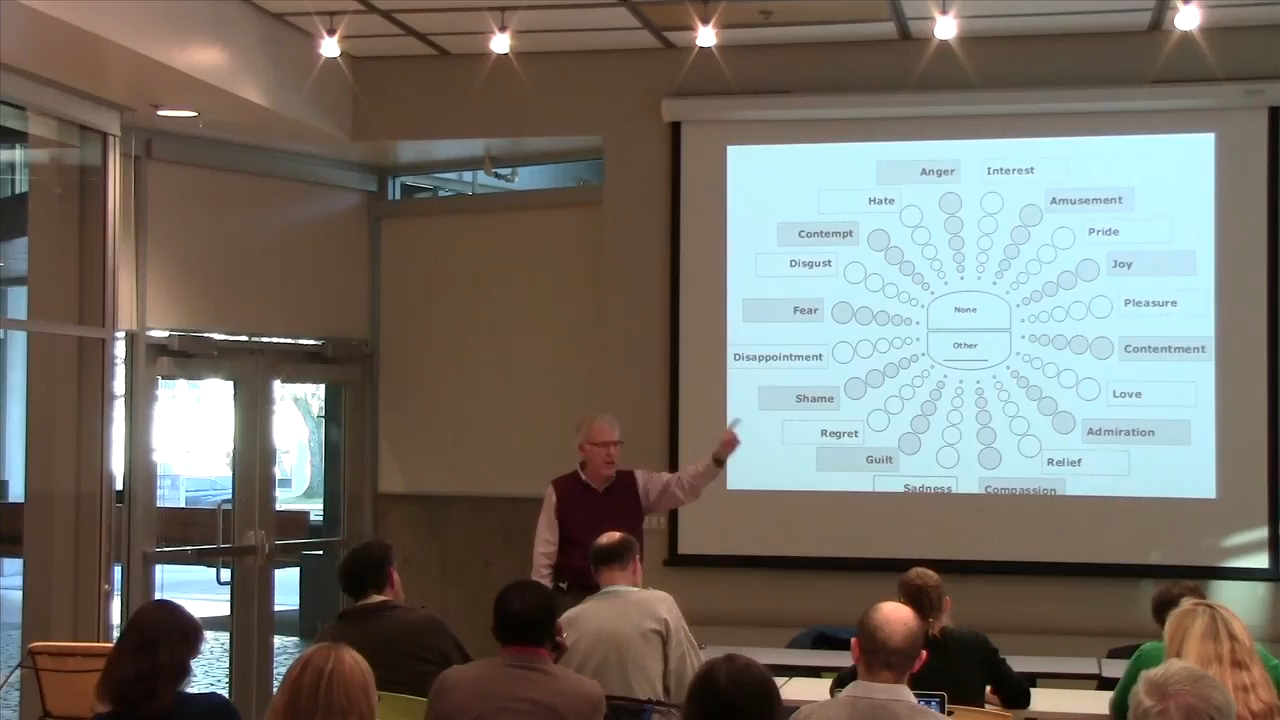 Anger
Interest
Hate
Amusement
Contempt
Pride
Disgust
Joy
Fear
Pleasure
None
Other
Disappointment
Contentment
Shame
Love
Regret
Admiration
Guilt
Relief
Sadness
Compassion